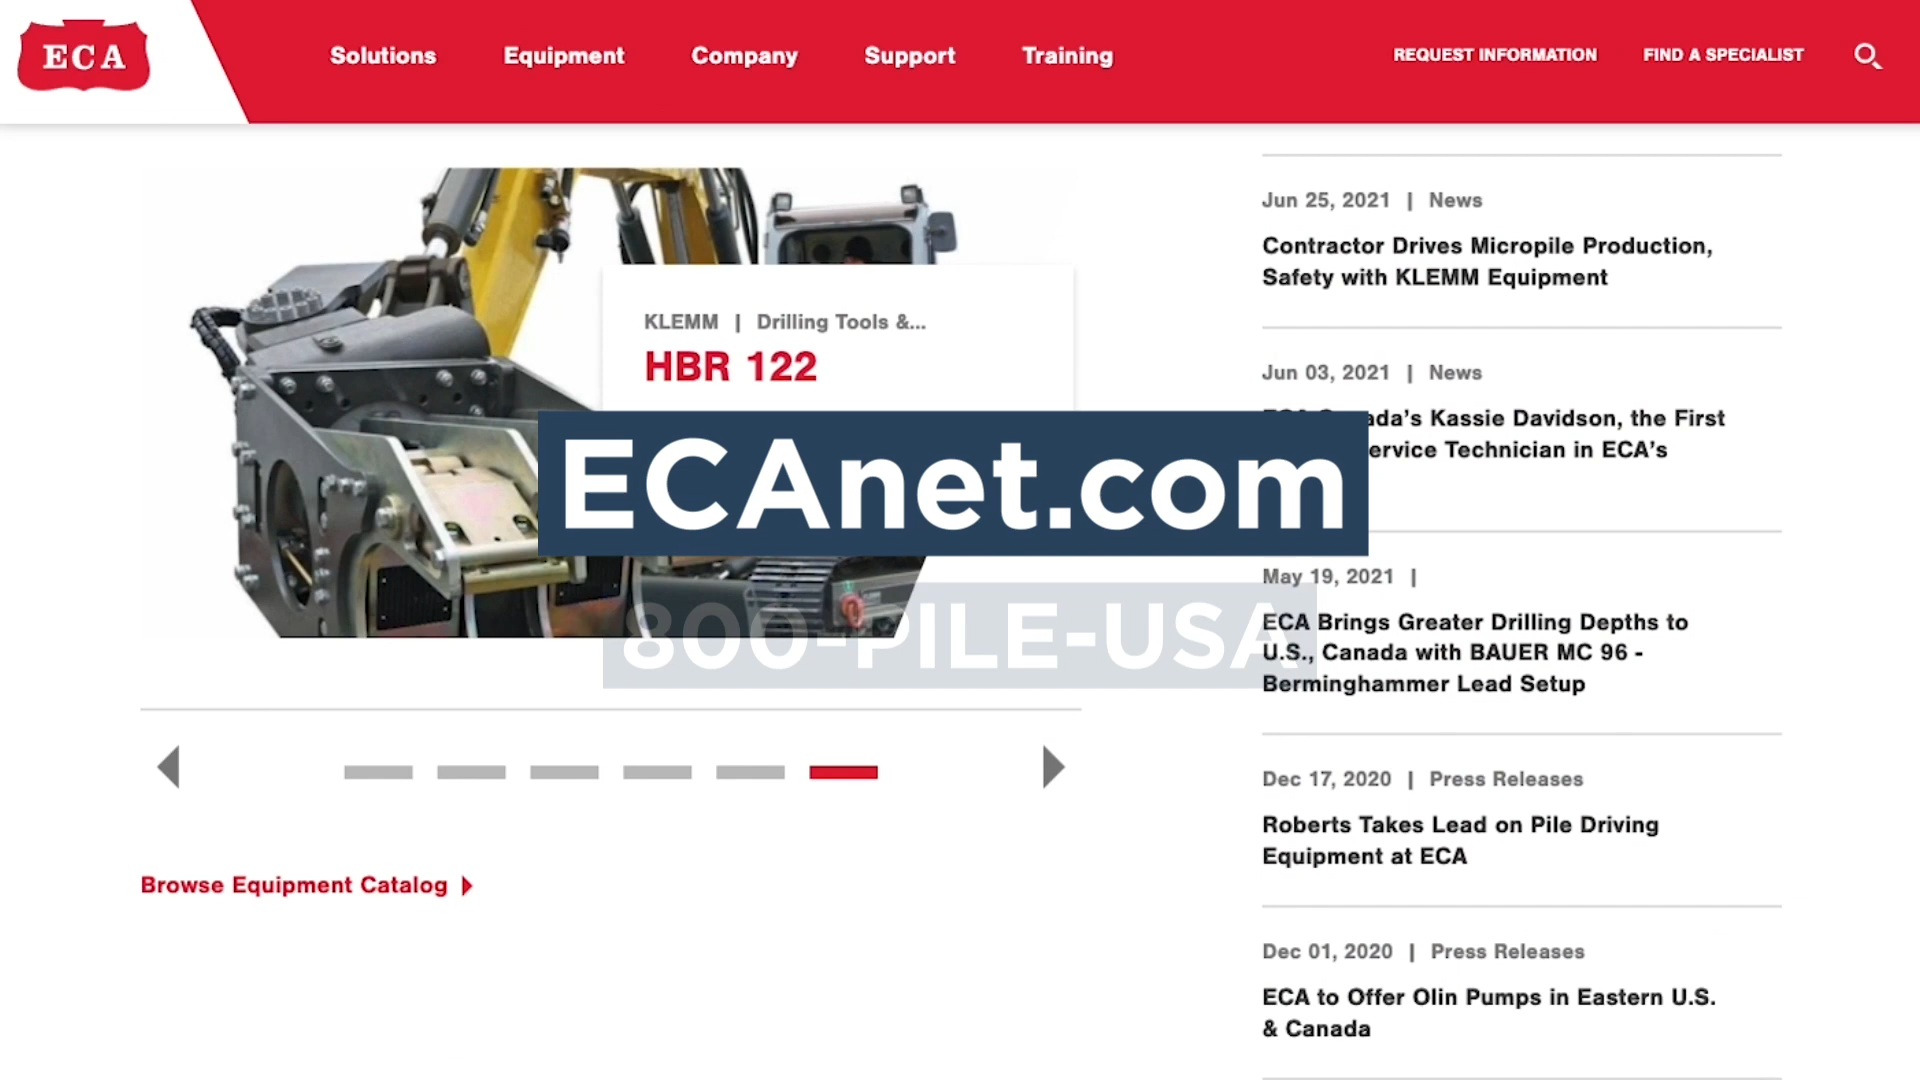 ECA
Solutions
Equipment
Company
Support
Training
REQUEST INFORMATION
FIND A SPECIALIST
KLEMM | Drilling Tools &...
HBR 122
ECAnet.com
800-PILE-USA
Browse Equipment Catalog
Jun 25, 2021 | News
Contractor Drives Micropile Production,
Safety with KLEMM Equipment
Jun 03, 2021 | News
Kassie Davidson, the First
Technician in ECA’s
May 19, 2021 |
ECA Brings Greater Drilling Depths to
U.S., Canada with BAUER MC 96 -
Berminghammer Lead Setup
Dec 17, 2020 | Press Releases
Roberts Takes Lead on Pile Driving
Equipment at ECA
Dec 01, 2020 | Press Releases
ECA to Offer Olin Pumps in Eastern U.S.
& Canada